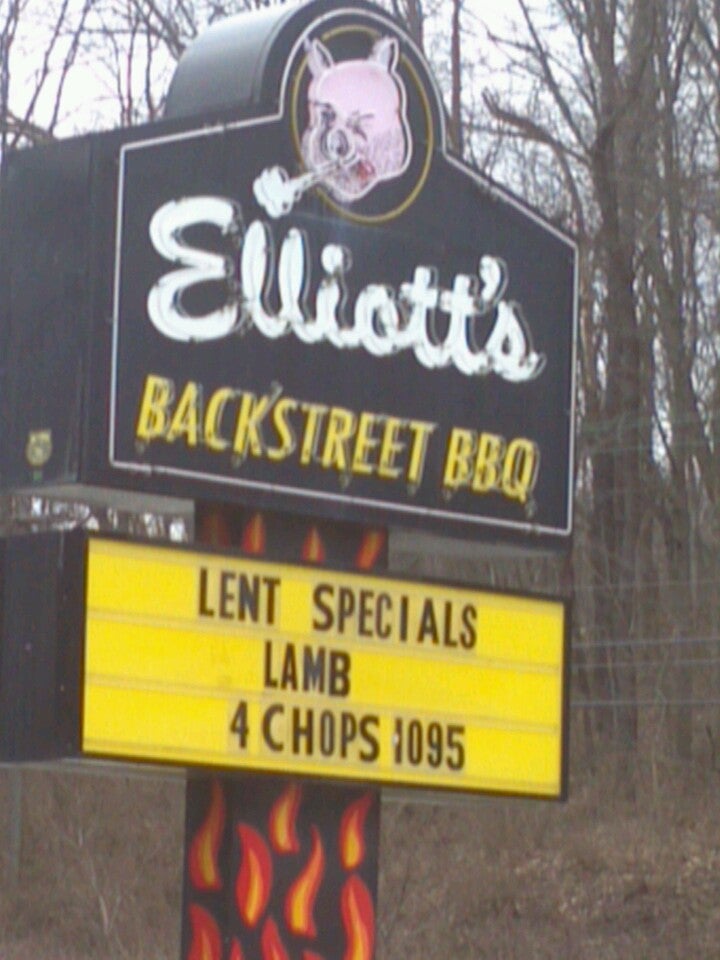 Elliott's
BACKSTREET BBQ
LENT SPECIALS
LAMB
4 CHOPS 1095